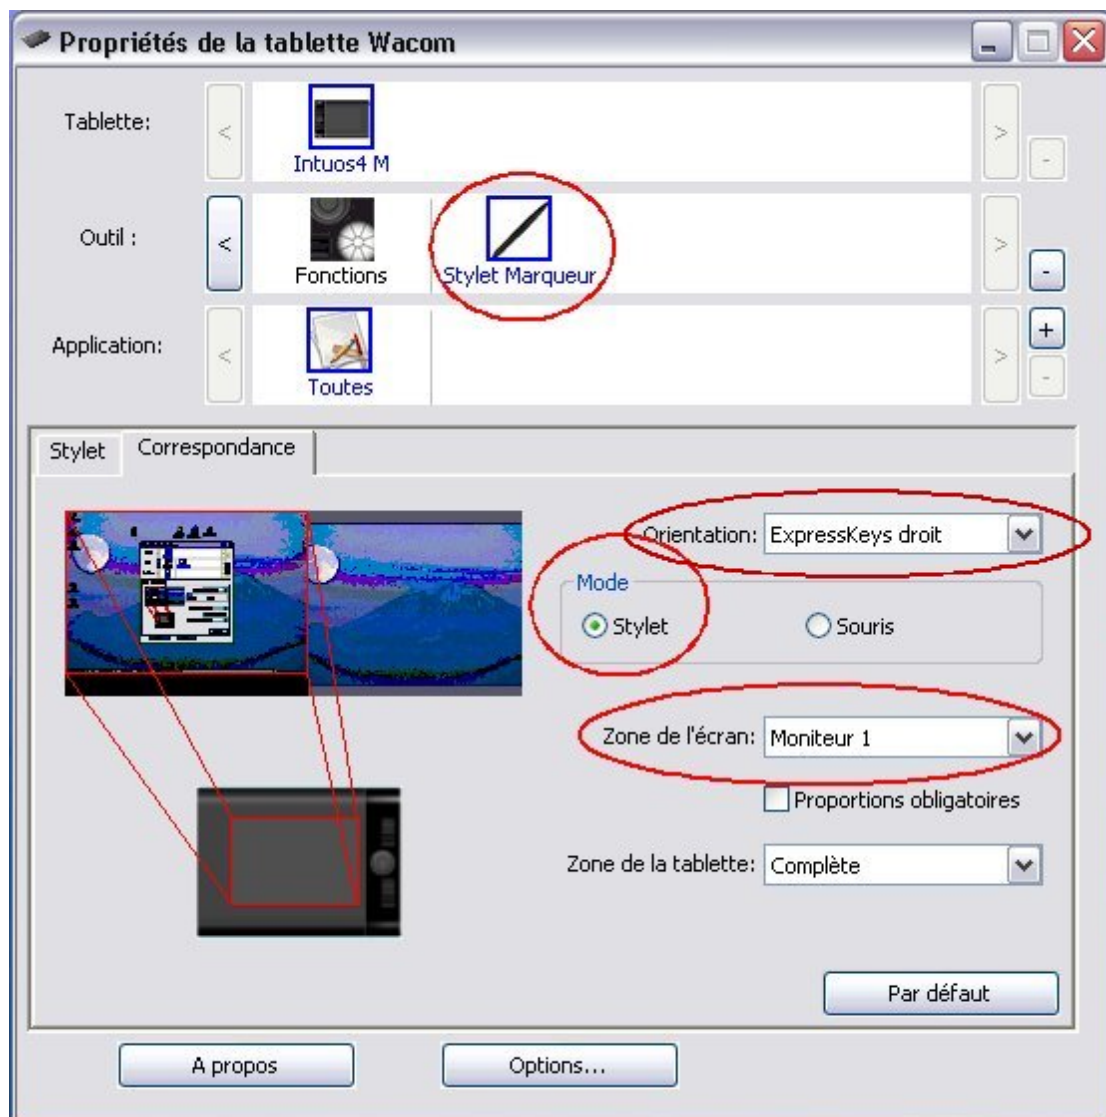 Propriétés de la tablette Wacom
Tablette:
<
Intuos4 M
>
-
Outil :
<
Fonctions
Stylet Marqueur
>
-
Application:
<
Toutes
>
+
-
Stylet
Correspondance
Orientation:
ExpressKeys droit
Mode
Stylet
Souris
Zone de l'écran:
Moniteur 1
Proportions obligatoires
Zone de la tablette:
Complète
Par défaut
A propos
Options...